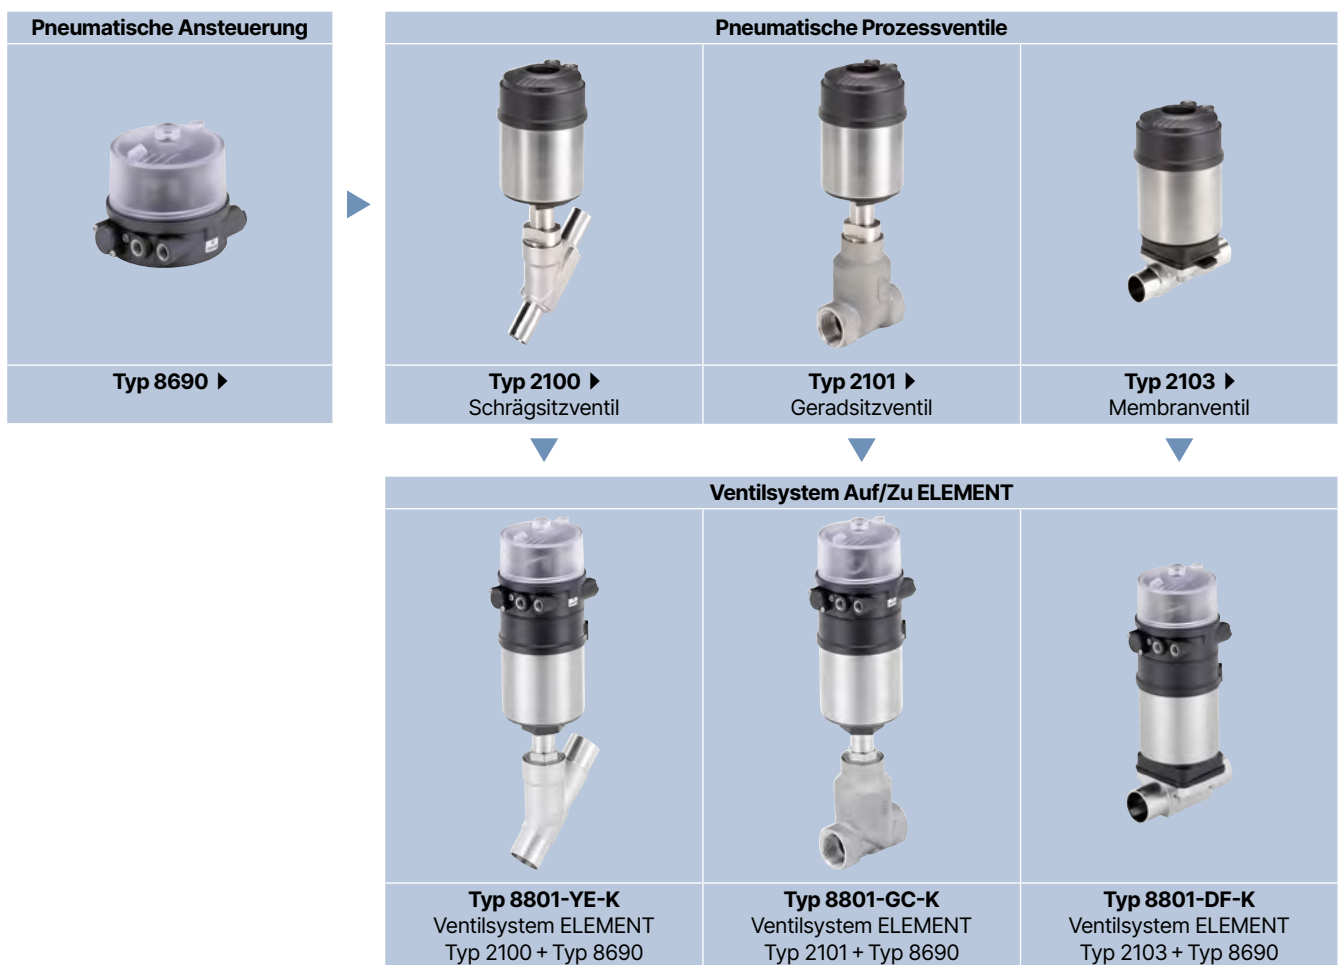 Pneumatische Ansteuerung
Pneumatische Prozessventile
Typ 8690
Typ 2100
Schrägsitzventil
Typ 2101
Geradsitzventil
Typ 2103
Membranventil
Ventilsystem Auf/Zu ELEMENT
Typ 8801-YE-K
Ventilsystem ELEMENT
Typ 2100 + Typ 8690
Typ 8801-GC-K
Ventilsystem ELEMENT
Typ 2101 + Typ 8690
Typ 8801-DF-K
Ventilsystem ELEMENT
Typ 2103 + Typ 8690